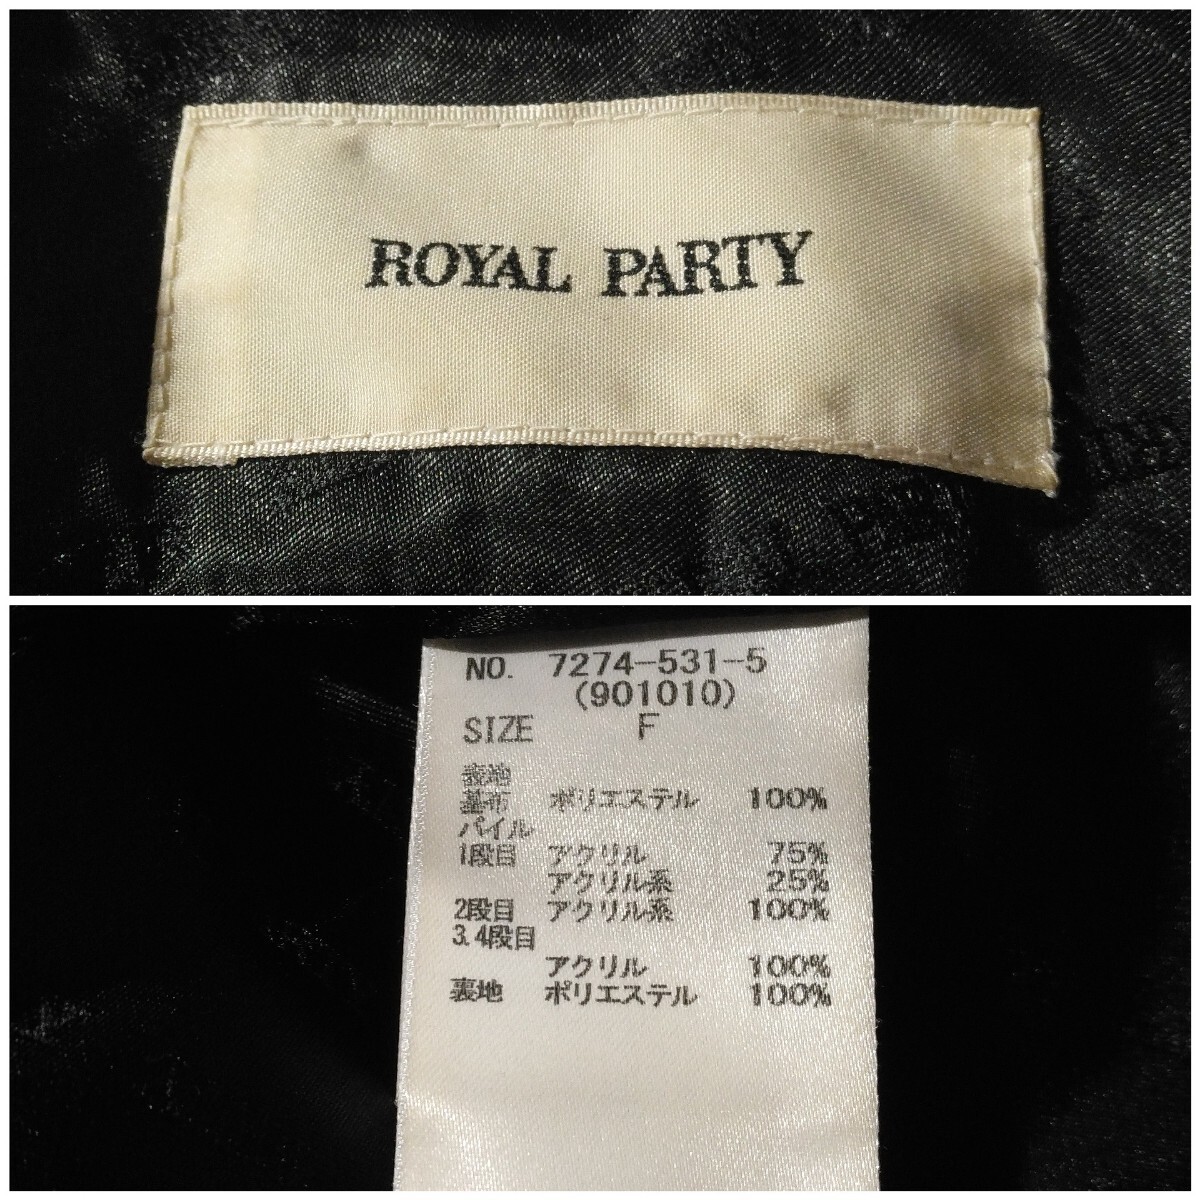 ROYAL PARTY
NO. 7274-531-5
(901010)
SIZE F
表地
基布 ポリエステル 100%
パイル
1段目 アクリル 75%
アクリル系 25%
2段目 アクリル系 100%
3.4段目
アクリル 100%
裏地 ポリエステル 100%